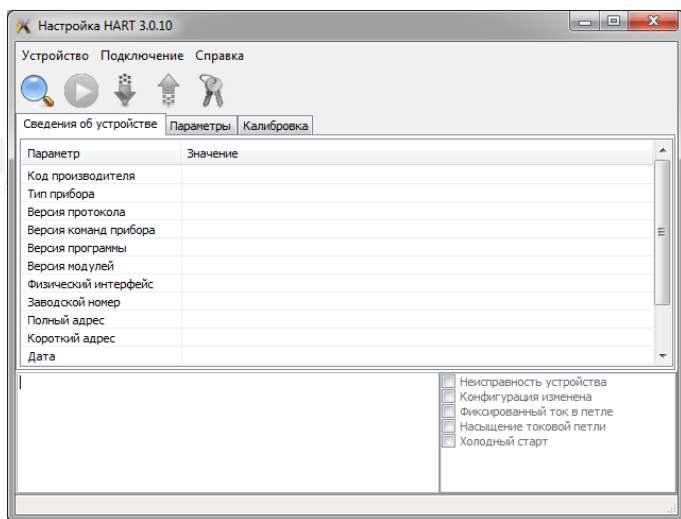 Настройка HART 3.0.10
Устройство Подключение Справка
Сведения об устройстве Параметры Калибровка
Параметр Значение
Код производителя
Тип прибора
Версия протокола
Версия команд прибора
Версия программы
Версия модулей
Физический интерфейс
Заводской номер
Полный адрес
Короткий адрес
Дата
Неисправность устройства
Конфигурация изменена
Фиксированный ток в петле
Насыщение токовой петли
Холодный старт